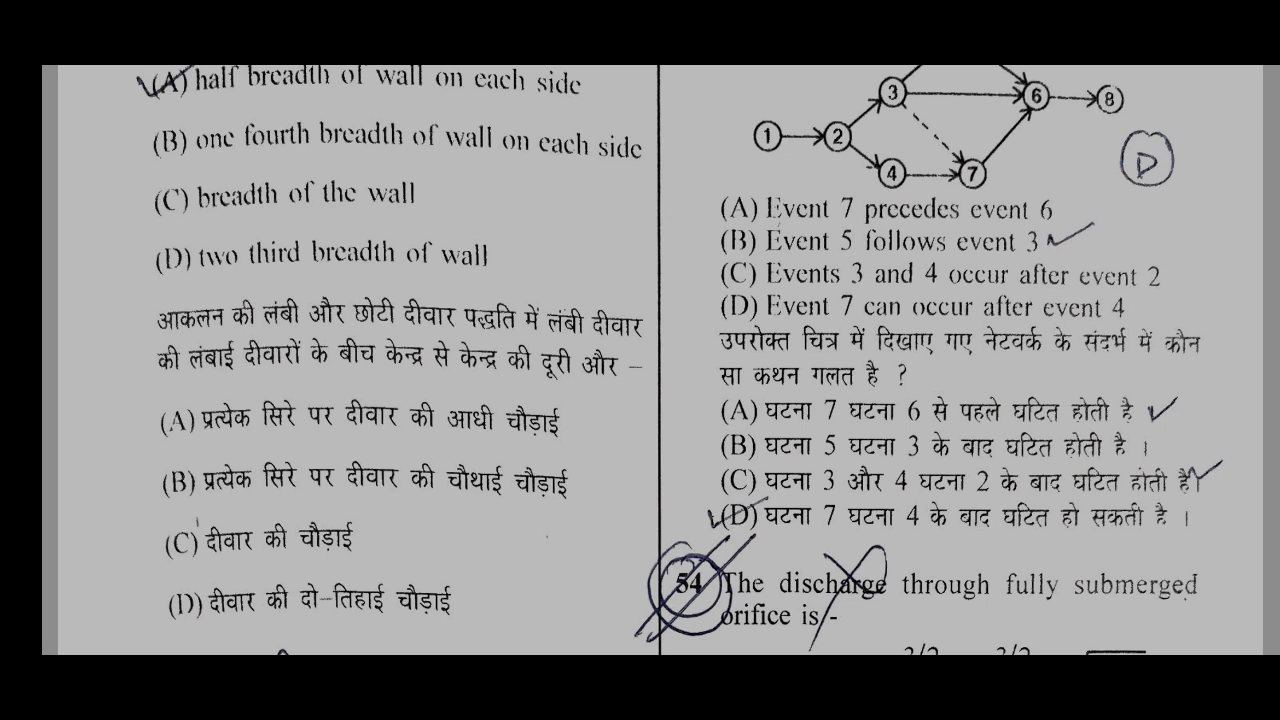 (A) half breadth of wall on each side
(B) one fourth breadth of wall on each side
(C) breadth of the wall
(D) two third breadth of wall
आकलन की लंबी और छोटी दीवार पद्धति में लंबी दीवार
की लंबाई दीवारों के बीच केन्द्र से केन्द्र की दूरी और –
(A) प्रत्येक सिरे पर दीवार की आधी चौड़ाई
(B) प्रत्येक सिरे पर दीवार की चौथाई चौड़ाई
(C) दीवार की चौड़ाई
(D) दीवार की दो–तिहाई चौड़ाई
3
6
8
1
2
4
7
D
(A) Event 7 precedes event 6
(B) Event 5 follows event 3
(C) Events 3 and 4 occur after event 2
(D) Event 7 can occur after event 4
उपरोक्त चित्र में दिखाए गए नेटवर्क के संदर्भ में कौन
सा कथन गलत है ?
(A) घटना 7 घटना 6 से पहले घटित होती है
(B) घटना 5 घटना 3 के बाद घटित होती है ।
(C) घटना 3 और 4 घटना 2 के बाद घटित होती है।
(D) घटना 7 घटना 4 के बाद घटित हो सकती है ।
54 The discharge through fully submerged
orifice is -